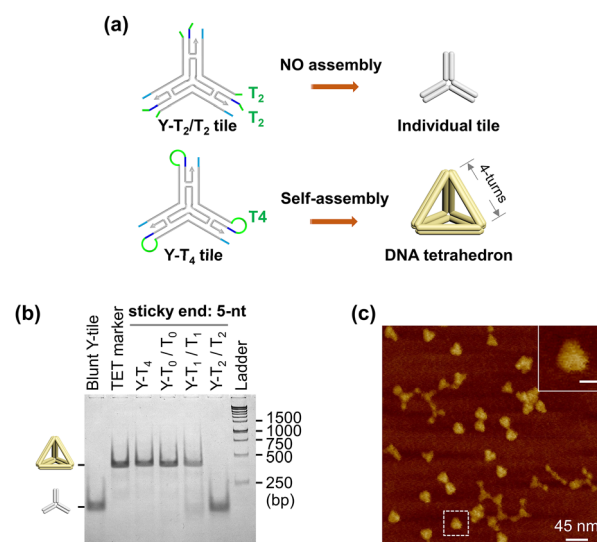 (a)
NO assembly
T2
T2
Y-T2/T2 tile
Individual tile
Self-assembly
4-turns
T4
Y-T4 tile
DNA tetrahedron
(b)
sticky end: 5-nt
Blunt Y-tile
TET marker
Y-T4
Y-T0 / T0
Y-T1 / T1
Y-T2 / T2
Ladder
1500
1000
750
500
250
(bp)
(c)
45 nm